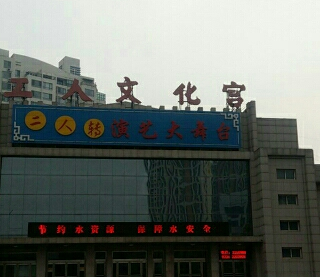 工人文化宫
二人转演艺大舞台
节约水资源 保障水安全